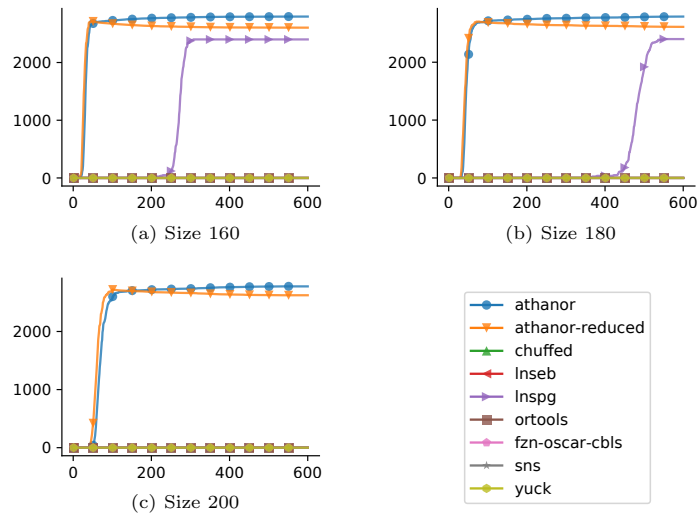 2000
1000
0
0 200 400 600
(a) Size 160
2000
1000
0
0 200 400 600
(b) Size 180
2000
1000
0
0 200 400 600
(c) Size 200
athanor
athanor-reduced
chuffed
lnseb
lnspg
ortools
fzn-oscar-cbls
sns
yuck